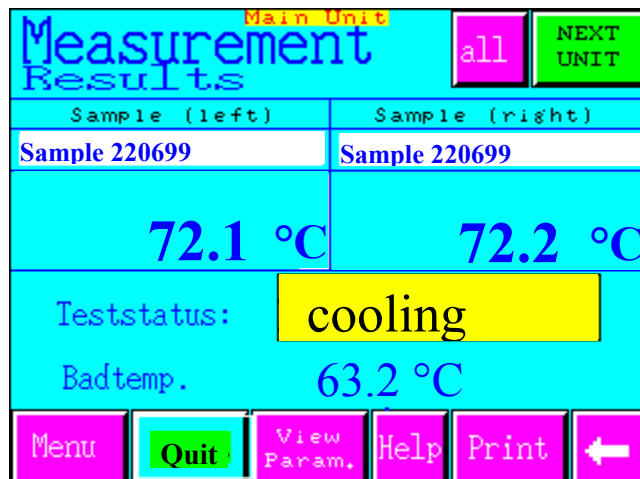 Main Unit
Measurement
Results
all
NEXT
UNIT
Sample (left)
Sample (right)
Sample 220699
Sample 220699
72.1 °C
72.2 °C
Teststatus:
cooling
Badtemp.
63.2 °C
Menu
Quit
View
Param.
Help
Print